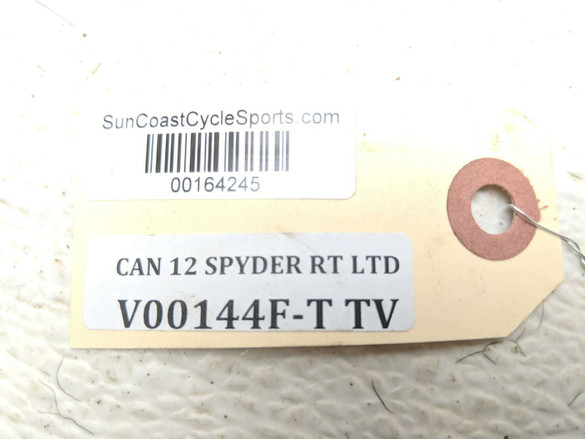 SunCoastCycleSports.com
00164245
CAN 12 SPYDER RT LTD
V00144F-T TV